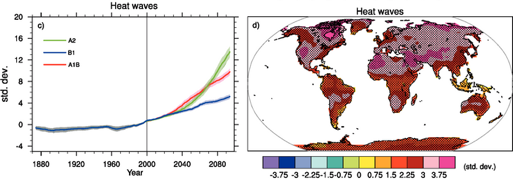 Heat waves
c)
A2
B1
A1B
20
16
12
8
4
0
-4
std. dev.
1880 1920 1960 2000 2040 2080
Year
Heat waves
d)
-3.75 -3 -2.25 -1.5 -0.75 0 0.75 1.5 2.25 3 3.75
(std. dev.)